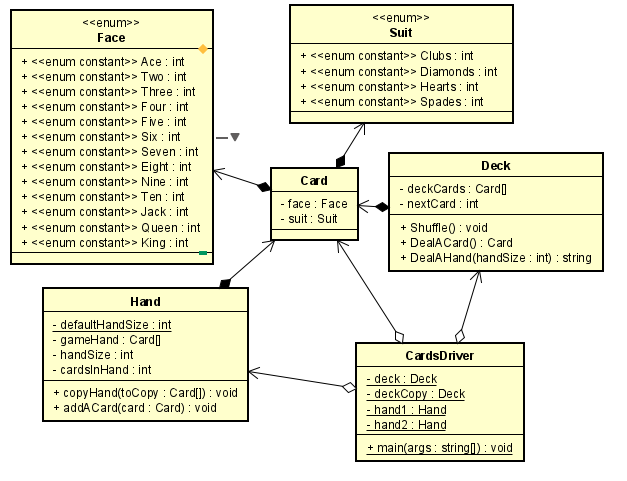 <<enum>>
Face
+ <<enum constant>> Ace : int
+ <<enum constant>> Two : int
+ <<enum constant>> Three : int
+ <<enum constant>> Four : int
+ <<enum constant>> Five : int
+ <<enum constant>> Six : int
+ <<enum constant>> Seven : int
+ <<enum constant>> Eight : int
+ <<enum constant>> Nine : int
+ <<enum constant>> Ten : int
+ <<enum constant>> Jack : int
+ <<enum constant>> Queen : int
+ <<enum constant>> King : int
<<enum>>
Suit
+ <<enum constant>> Clubs : int
+ <<enum constant>> Diamonds : int
+ <<enum constant>> Hearts : int
+ <<enum constant>> Spades : int
Card
- face : Face
- suit : Suit
Deck
- deckCards : Card[]
- nextCard : int
+ Shuffle() : void
+ DealACard() : Card
+ DealAHand(handSize : int) : string
Hand
- defaultHandSize : int
- gameHand : Card[]
- handSize : int
- cardsInHand : int
+ copyHand(toCopy : Card[]) : void
+ addACard(card : Card) : void
CardsDriver
- deck : Deck
- deckCopy : Deck
- hand1 : Hand
- hand2 : Hand
+ main(args : string[]) : void